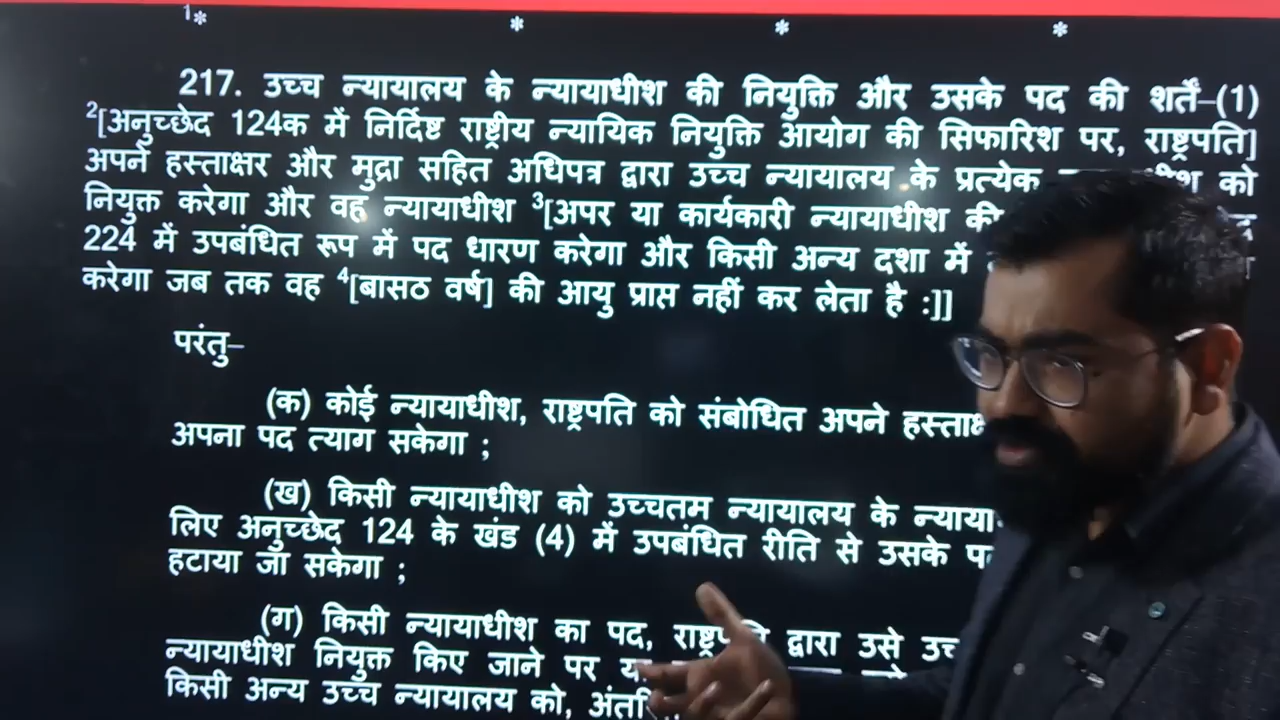 1* * * *
217. उच्च न्यायालय के न्यायाधीश की नियुक्ति और उसके पद की शर्तें–(1)
2[अनुच्छेद 124क में निर्दिष्ट राष्ट्रीय न्यायिक नियुक्ति आयोग की सिफारिश पर, राष्ट्रपति]
अपने हस्ताक्षर और मुद्रा सहित अधिपत्र द्वारा उच्च न्यायालय के प्रत्येक को
नियुक्त करेगा और वह न्यायाधीश 3[अपर या कार्यकारी न्यायाधीश की
224 में उपबंधित रूप में पद धारण करेगा और किसी अन्य दशा में
करेगा जब तक वह 4[बासठ वर्ष] की आयु प्राप्त नहीं कर लेता है :]]
परंतु–
(क) कोई न्यायाधीश, राष्ट्रपति को संबोधित अपने
अपना पद त्याग सकेगा ;
(ख) किसी न्यायाधीश को उच्चतम न्यायालय के
लिए अनुच्छेद 124 के खंड (4) में उपबंधित रीति से उसके
हटाया जा सकेगा ;
(ग) किसी न्यायाधीश का पद, राष्ट्रपति द्वारा उसे
न्यायाधीश नियुक्त किए जाने पर
किसी अन्य उच्च न्यायालय को,